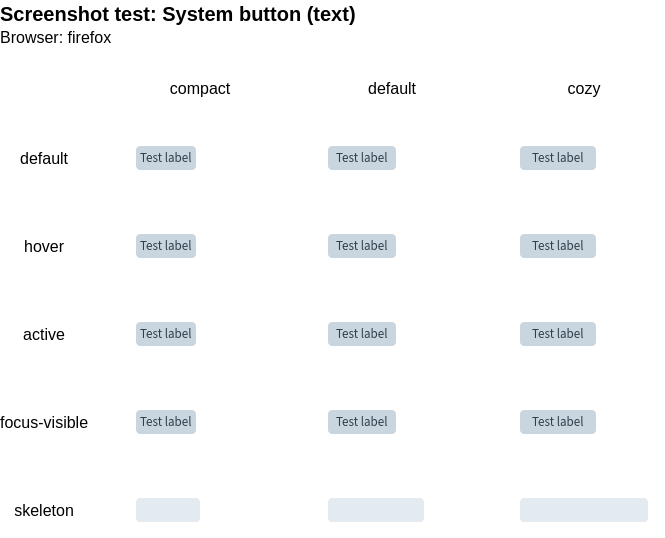 Screenshot test: System button (text)
Browser: firefox
compact default cozy
default Test label Test label Test label
hover Test label Test label Test label
active Test label Test label Test label
focus-visible Test label Test label Test label
skeleton